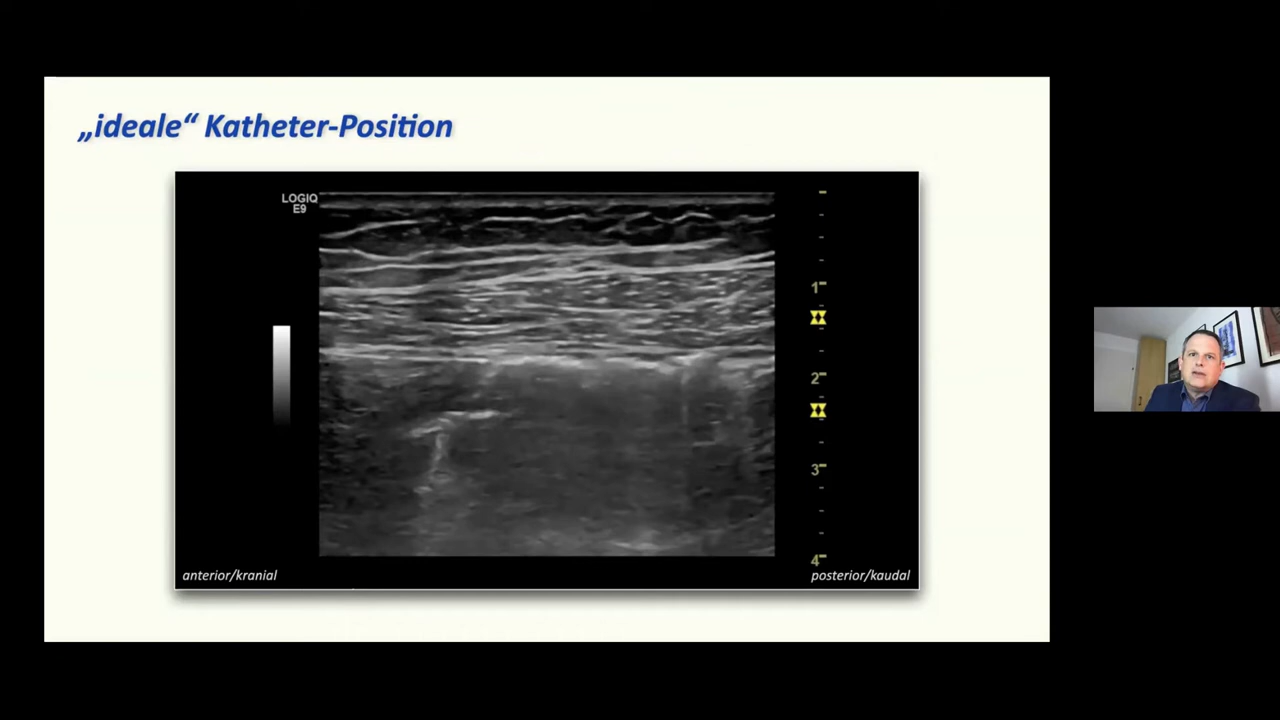 „ideale“ Katheter-Position
LOGIQ
E9
1
2
3
4
anterior/kranial
posterior/kaudal